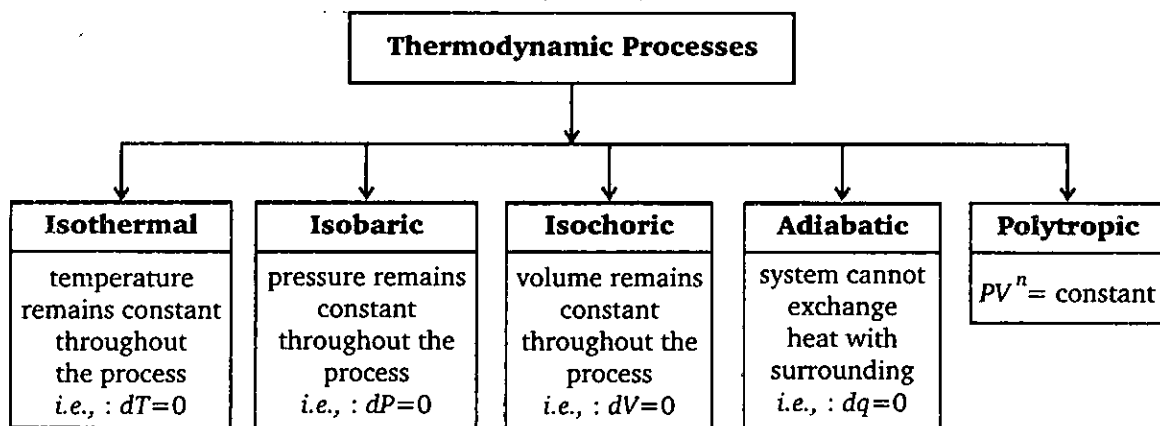 Thermodynamic Processes
Isothermal
temperature
remains constant
throughout
the process
i.e., : dT=0
Isobaric
pressure remains
constant
throughout the
process
i.e., : dP=0
Isochoric
volume remains
constant
throughout the
process
i.e., : dV=0
Adiabatic
system cannot
exchange
heat with
surrounding
i.e., : dq=0
Polytropic
PVⁿ= constant